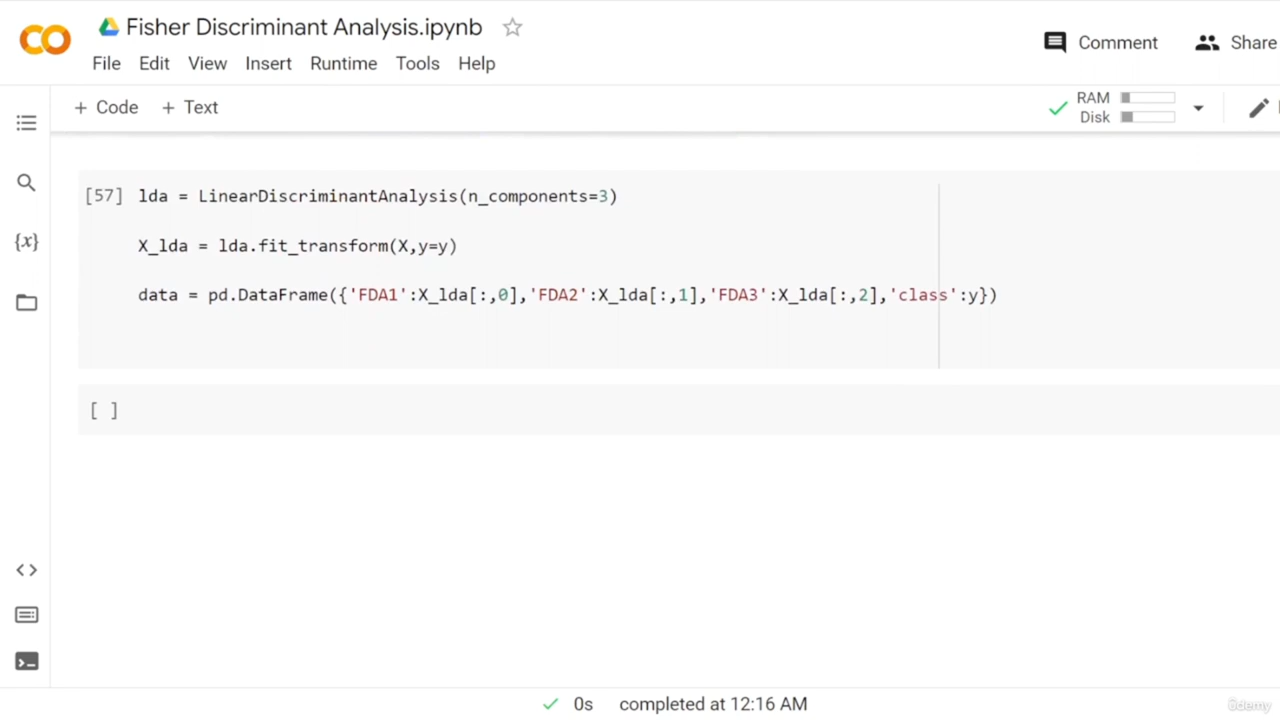 Fisher Discriminant Analysis.ipynb
Comment
Share
File Edit View Insert Runtime Tools Help
+ Code + Text
RAM
Disk
{x}
[57] lda = LinearDiscriminantAnalysis(n_components=3)
X_lda = lda.fit_transform(X,y=y)
data = pd.DataFrame({'FDA1':X_lda[:,0],'FDA2':X_lda[:,1],'FDA3':X_lda[:,2],'class':y})
[ ]
0s completed at 12:16 AM
ûdemy